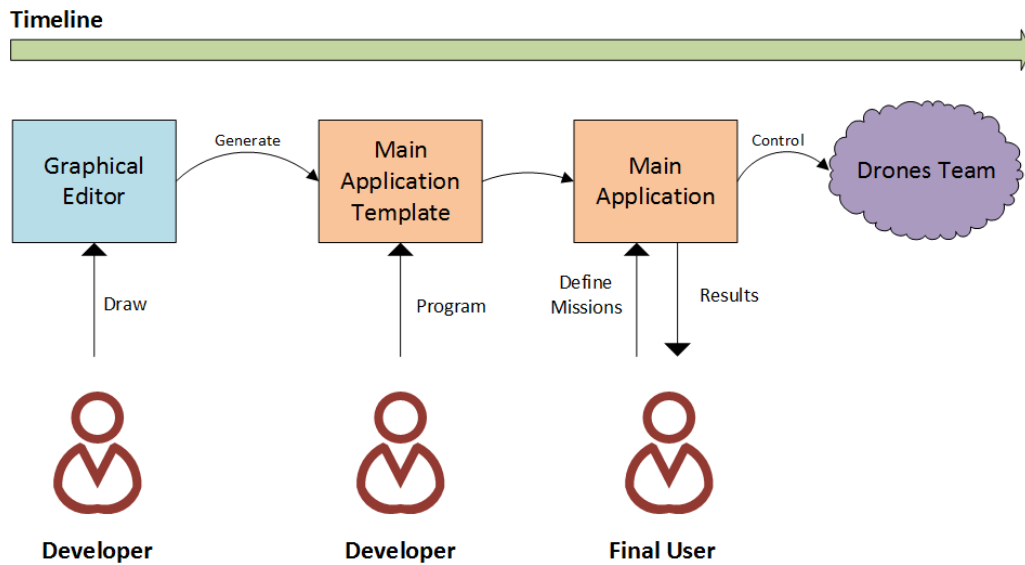 Timeline
Graphical
Editor
Generate
Main
Application
Template
Main
Application
Control
Drones Team
Draw
Program
Define
Missions
Results
Developer
Developer
Final User